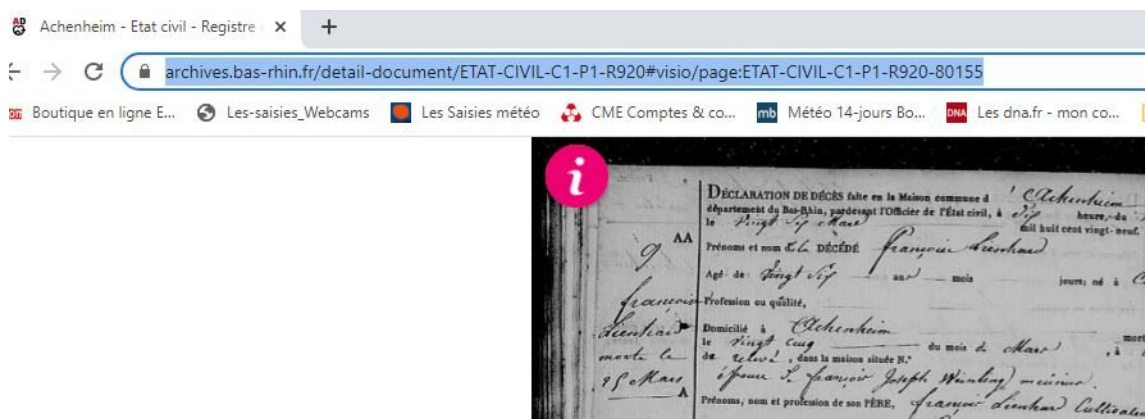 Achenheim - Etat civil - Registre
archives.bas-rhin.fr/detail-document/ETAT-CIVIL-C1-P1-R920#visio/page:ETAT-CIVIL-C1-P1-R920-80155
Boutique en ligne E... Les-saisies_Webcams Les Saisies météo CME Comptes & co... mb Météo 14-jours Bo... DNA Les dna.fr - mon co...
i
DÉCLARATION DE DÉCÈS faite en la Maison commune d' Achenheim
département du Bas-Rhin, pardevant l'Officier de l'État civil, à Six heure, du
le Vingt Six Mars mil huit cent vingt-neuf.
AA
9 Prénoms et nom de la DÉCÉDÉ françois Lienhard
Agé de Vingt Six ans mois jours; né à
françois Profession ou qualité,
Lienhard Domicilié à Achenheim
le Vingt Cinq du mois de Mars
morte le de , dans la maison située N.°
25 Mars épouse de françois Joseph
A
Prénoms, nom et profession de son PÈRE, françois Lienhard Cultivateur